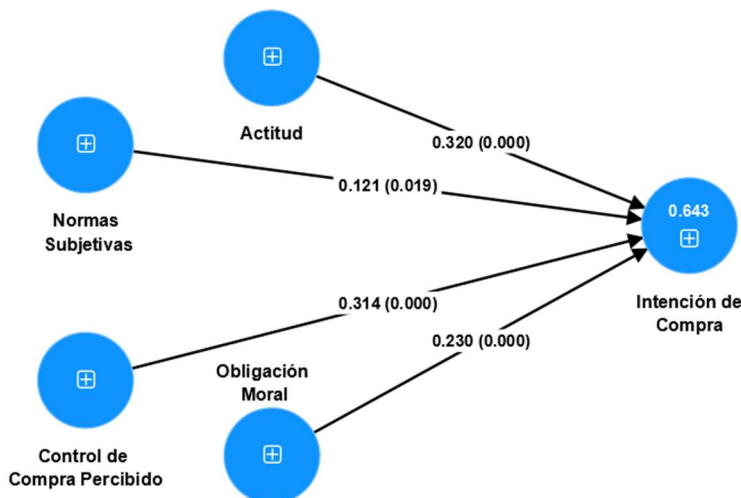 Actitud
0.320 (0.000)
Normas
Subjetivas
0.121 (0.019)
0.643
Intención de
Compra
0.314 (0.000)
0.230 (0.000)
Obligación
Moral
Control de
Compra Percibido